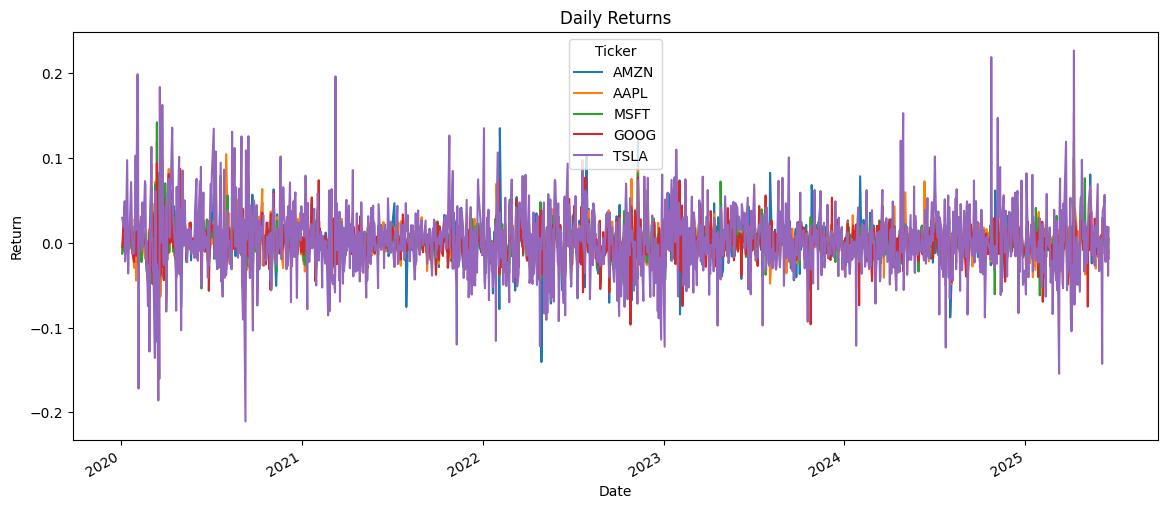 Daily Returns
Ticker
AMZN
AAPL
MSFT
GOOG
TSLA
Return
0.2
0.1
0.0
−0.1
−0.2
2020
2021
2022
2023
2024
2025
Date